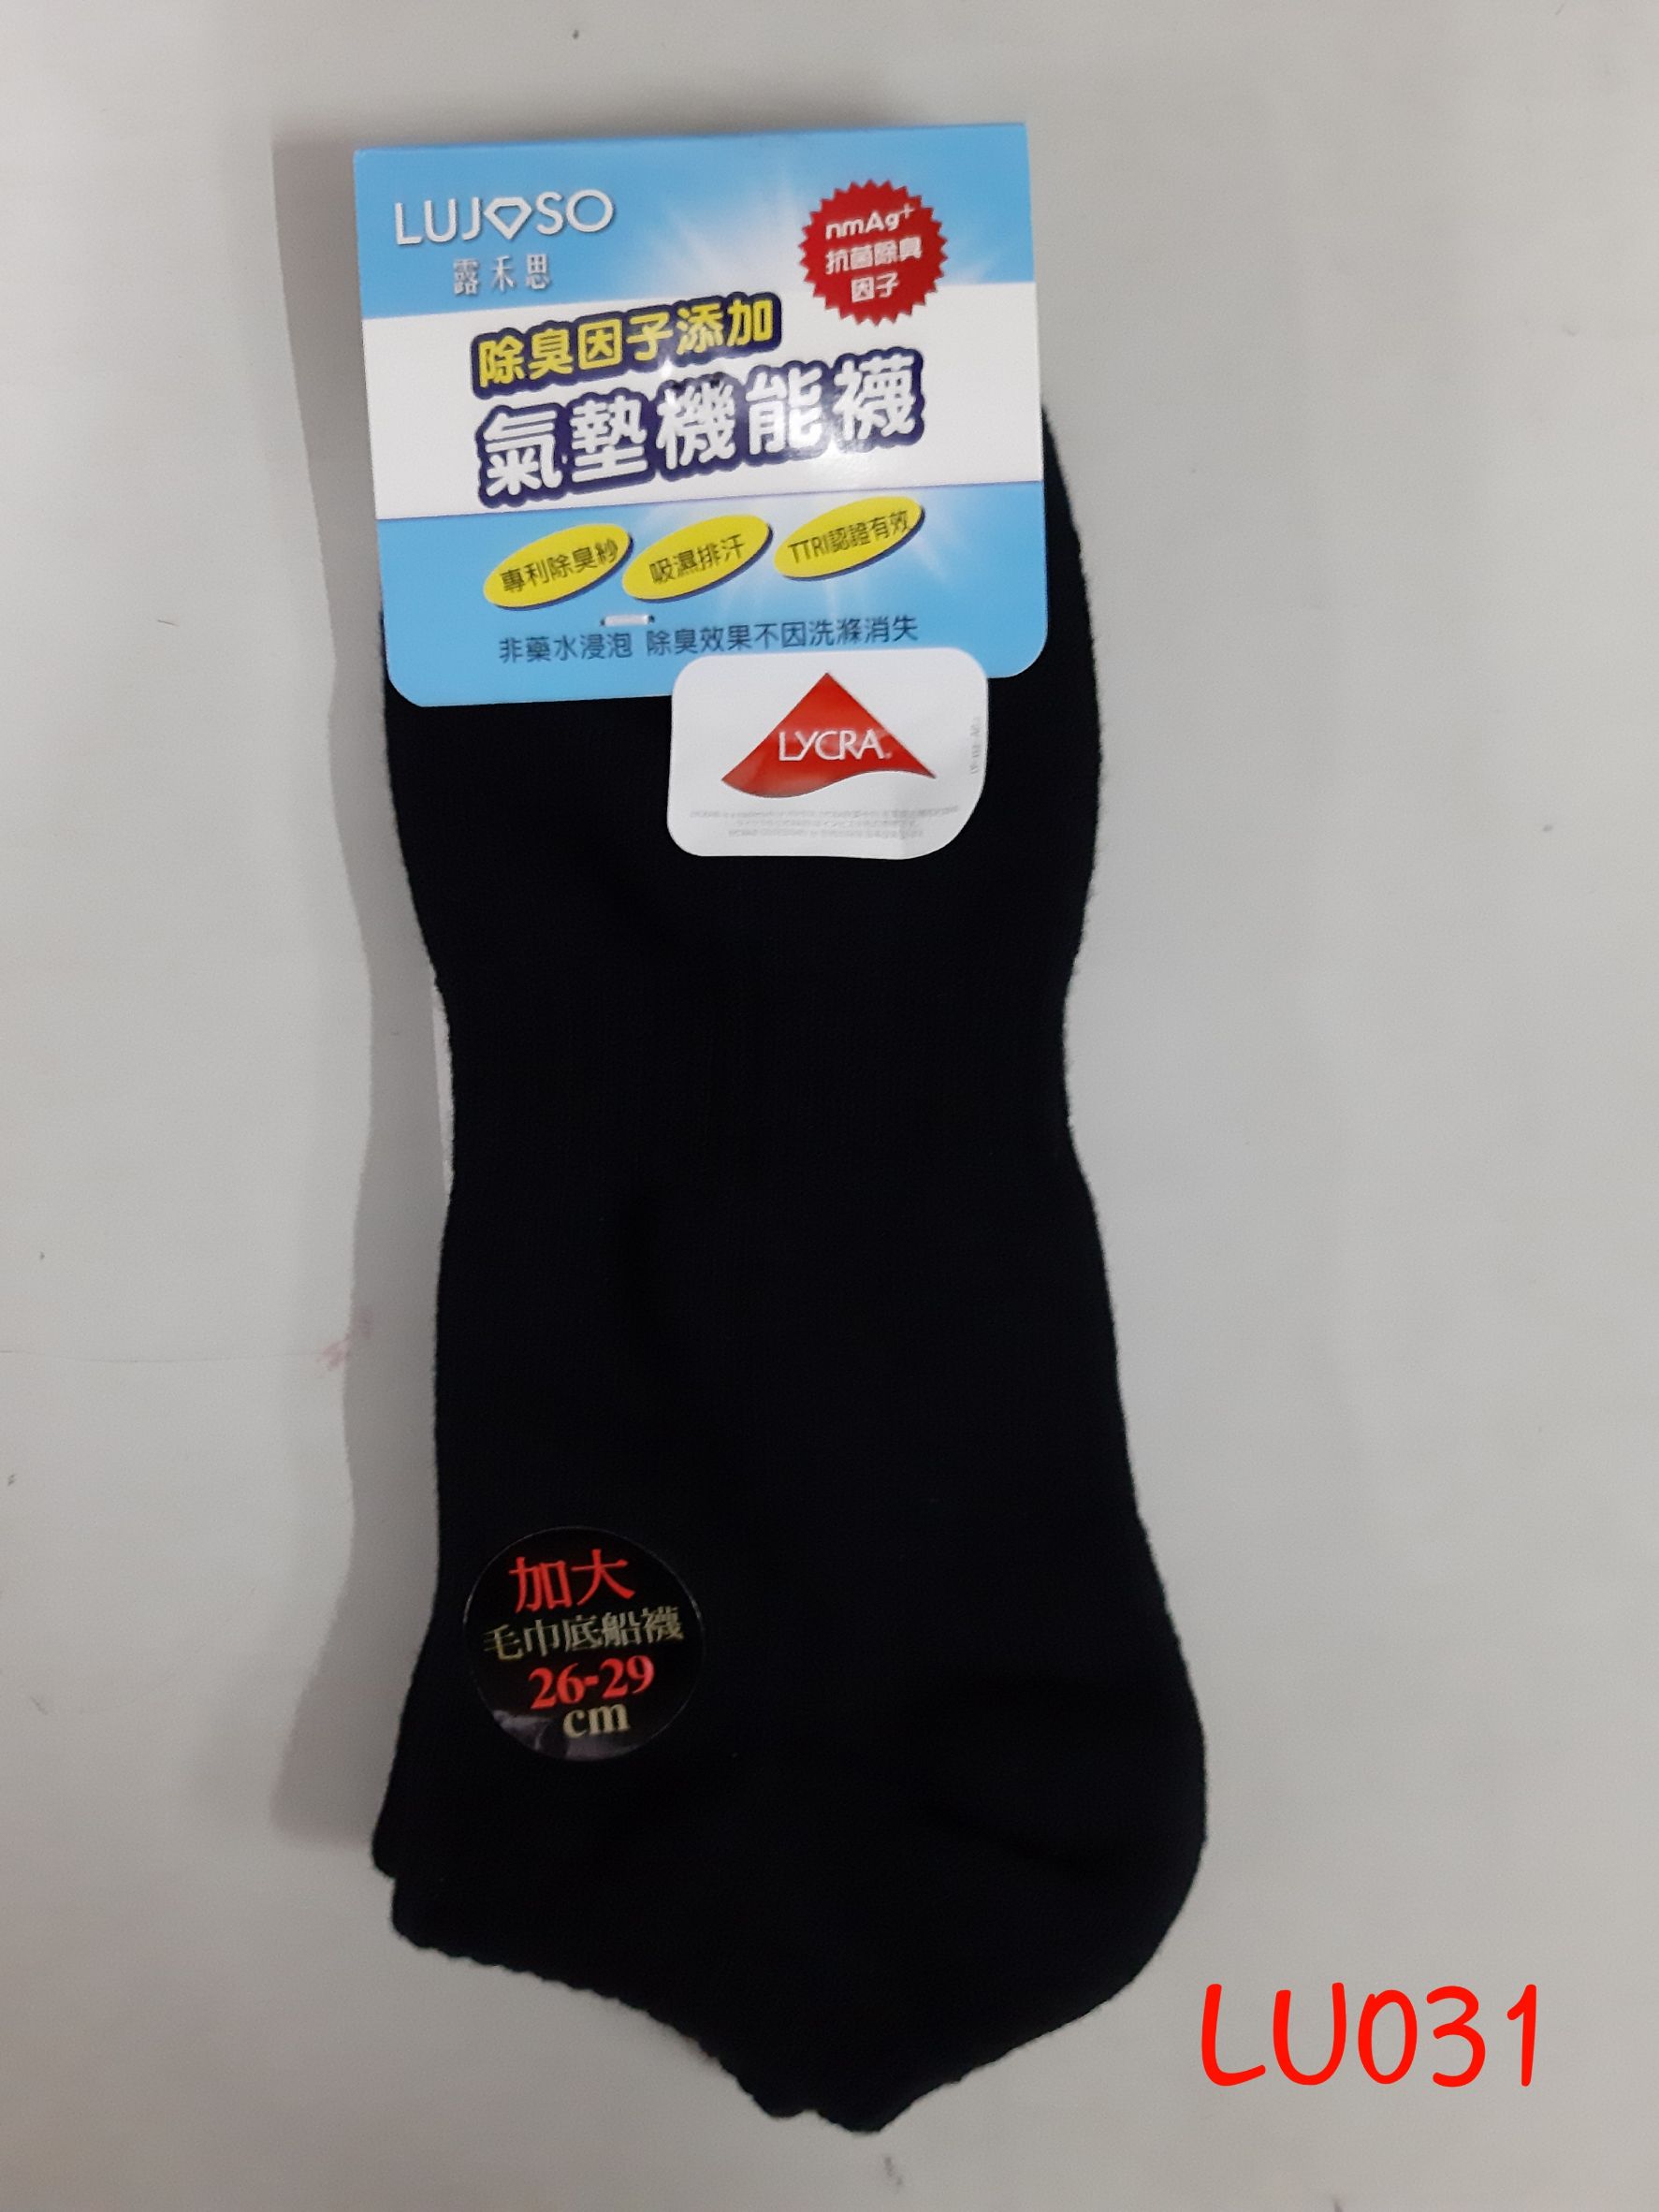 LUJOSO
露禾思
nmAg+
抗菌除臭
因子
除臭因子添加
氣墊機能襪
專利除臭紗
吸濕排汗
TTRI認證有效
非藥水浸泡 除臭效果不因洗滌消失
LYCRA®
加大
毛巾底船襪
26-29
cm
LU031